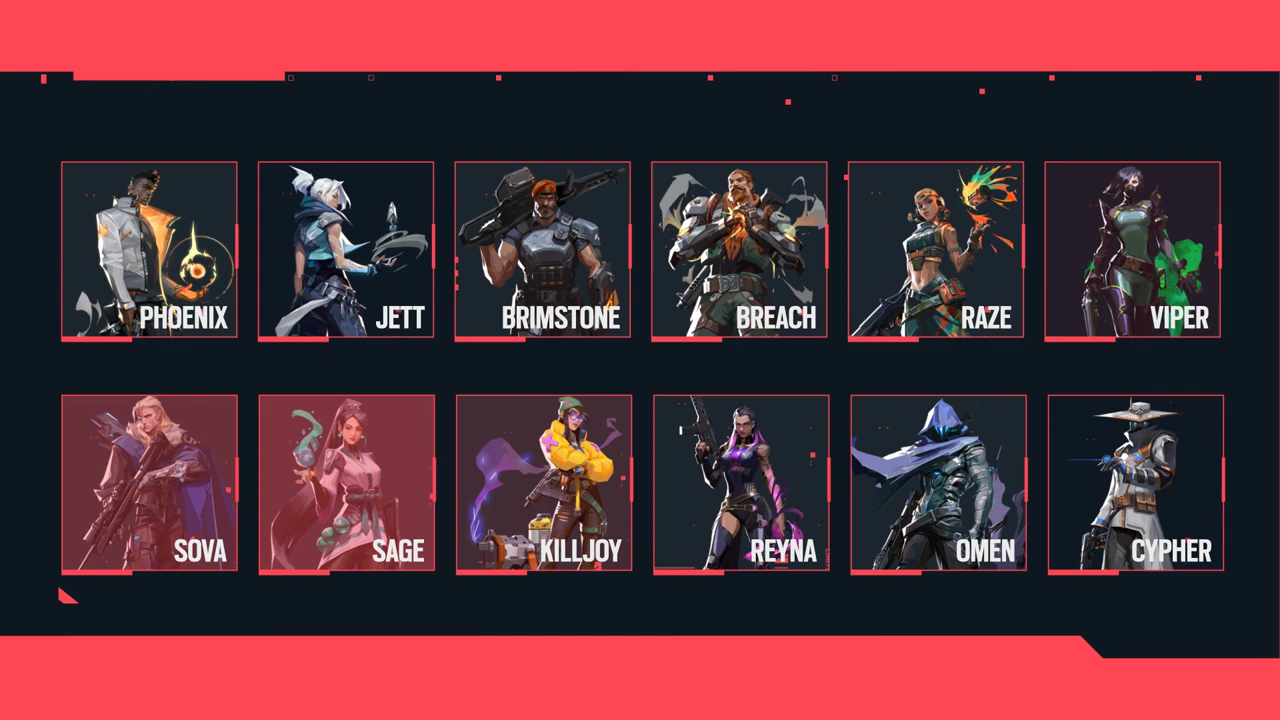 PHOENIX
JETT
BRIMSTONE
BREACH
RAZE
VIPER
SOVA
SAGE
KILLJOY
REYNA
OMEN
CYPHER